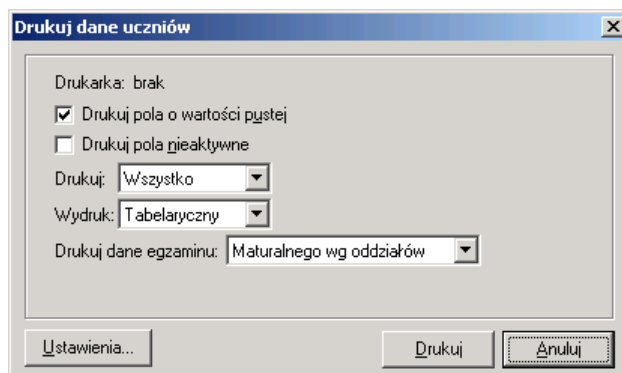 Drukuj dane uczniów
Drukarka: brak
Drukuj pola o wartości pustej
Drukuj pola nieaktywne
Drukuj: Wszystko
Wydruk: Tabelaryczny
Drukuj dane egzaminu: Maturalnego wg oddziałów
Ustawienia... Drukuj Anuluj